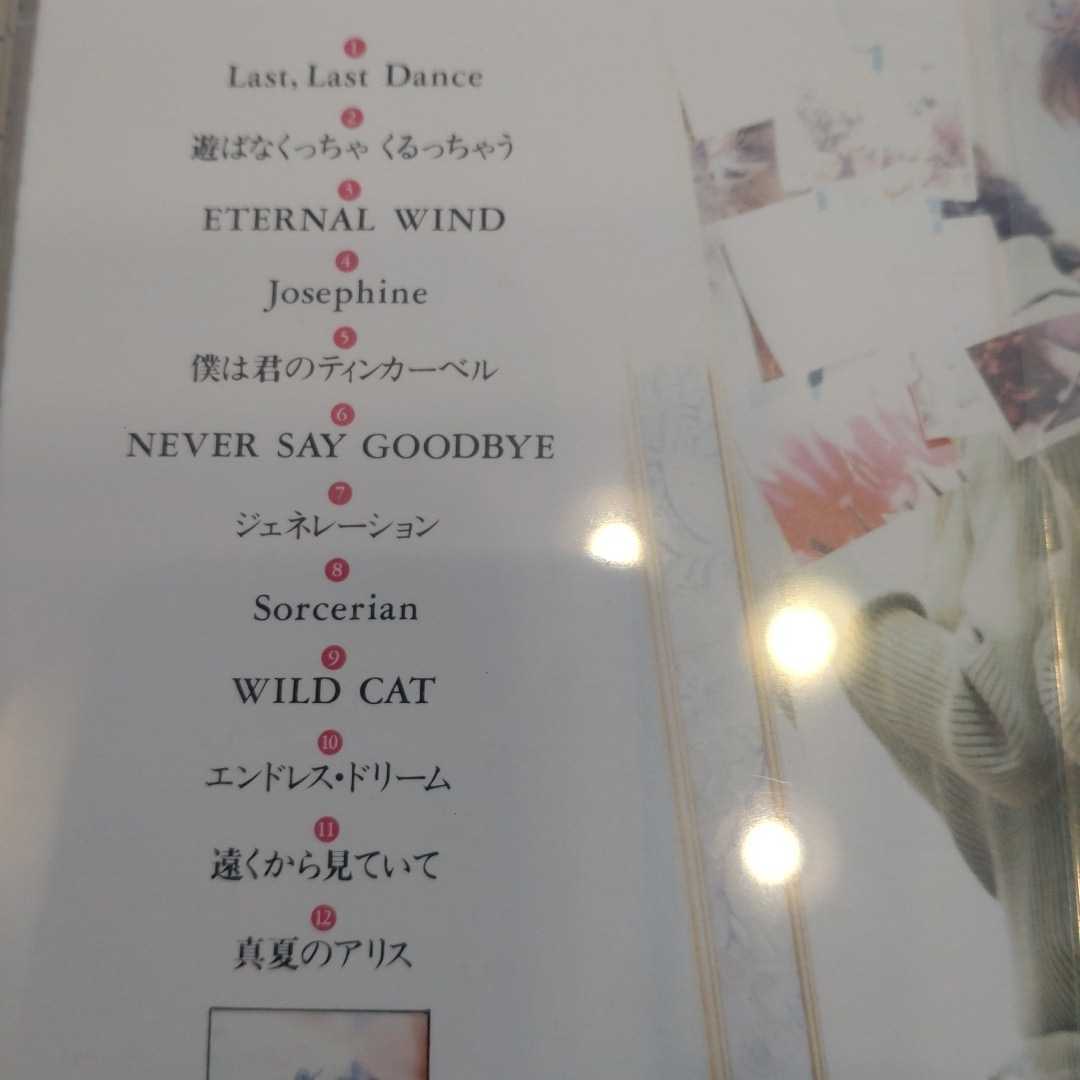 1
Last, Last Dance
2
遊ばなくっちゃ くるっちゃう
3
ETERNAL WIND
4
Josephine
5
僕は君のティンカーベル
6
NEVER SAY GOODBYE
7
ジェネレーション
8
Sorcerian
9
WILD CAT
10
エンドレス・ドリーム
11
遠くから見ていて
12
真夏のアリス